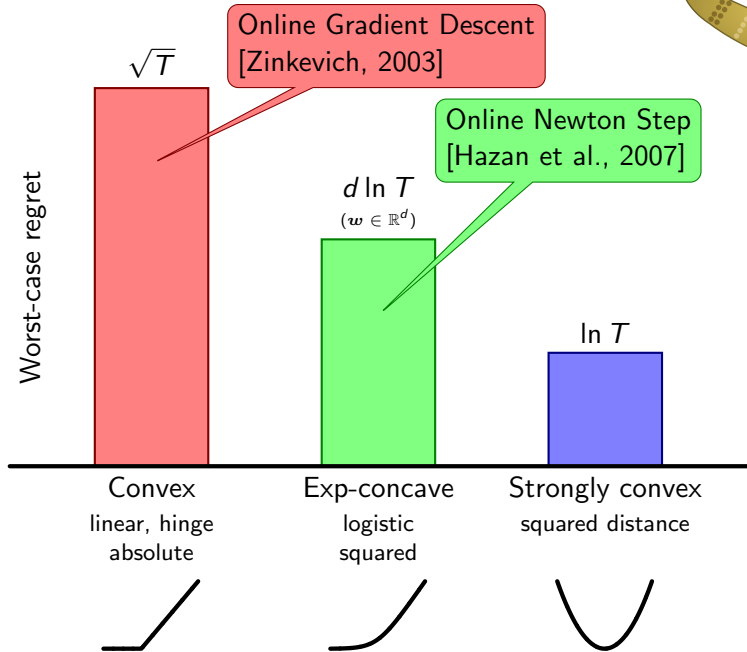 Online Gradient Descent
[Zinkevich, 2003]
√T
Online Newton Step
[Hazan et al., 2007]
d ln T
(w ∈ ℝᵈ)
ln T
Worst-case regret
Convex
linear, hinge
absolute
Exp-concave
logistic
squared
Strongly convex
squared distance